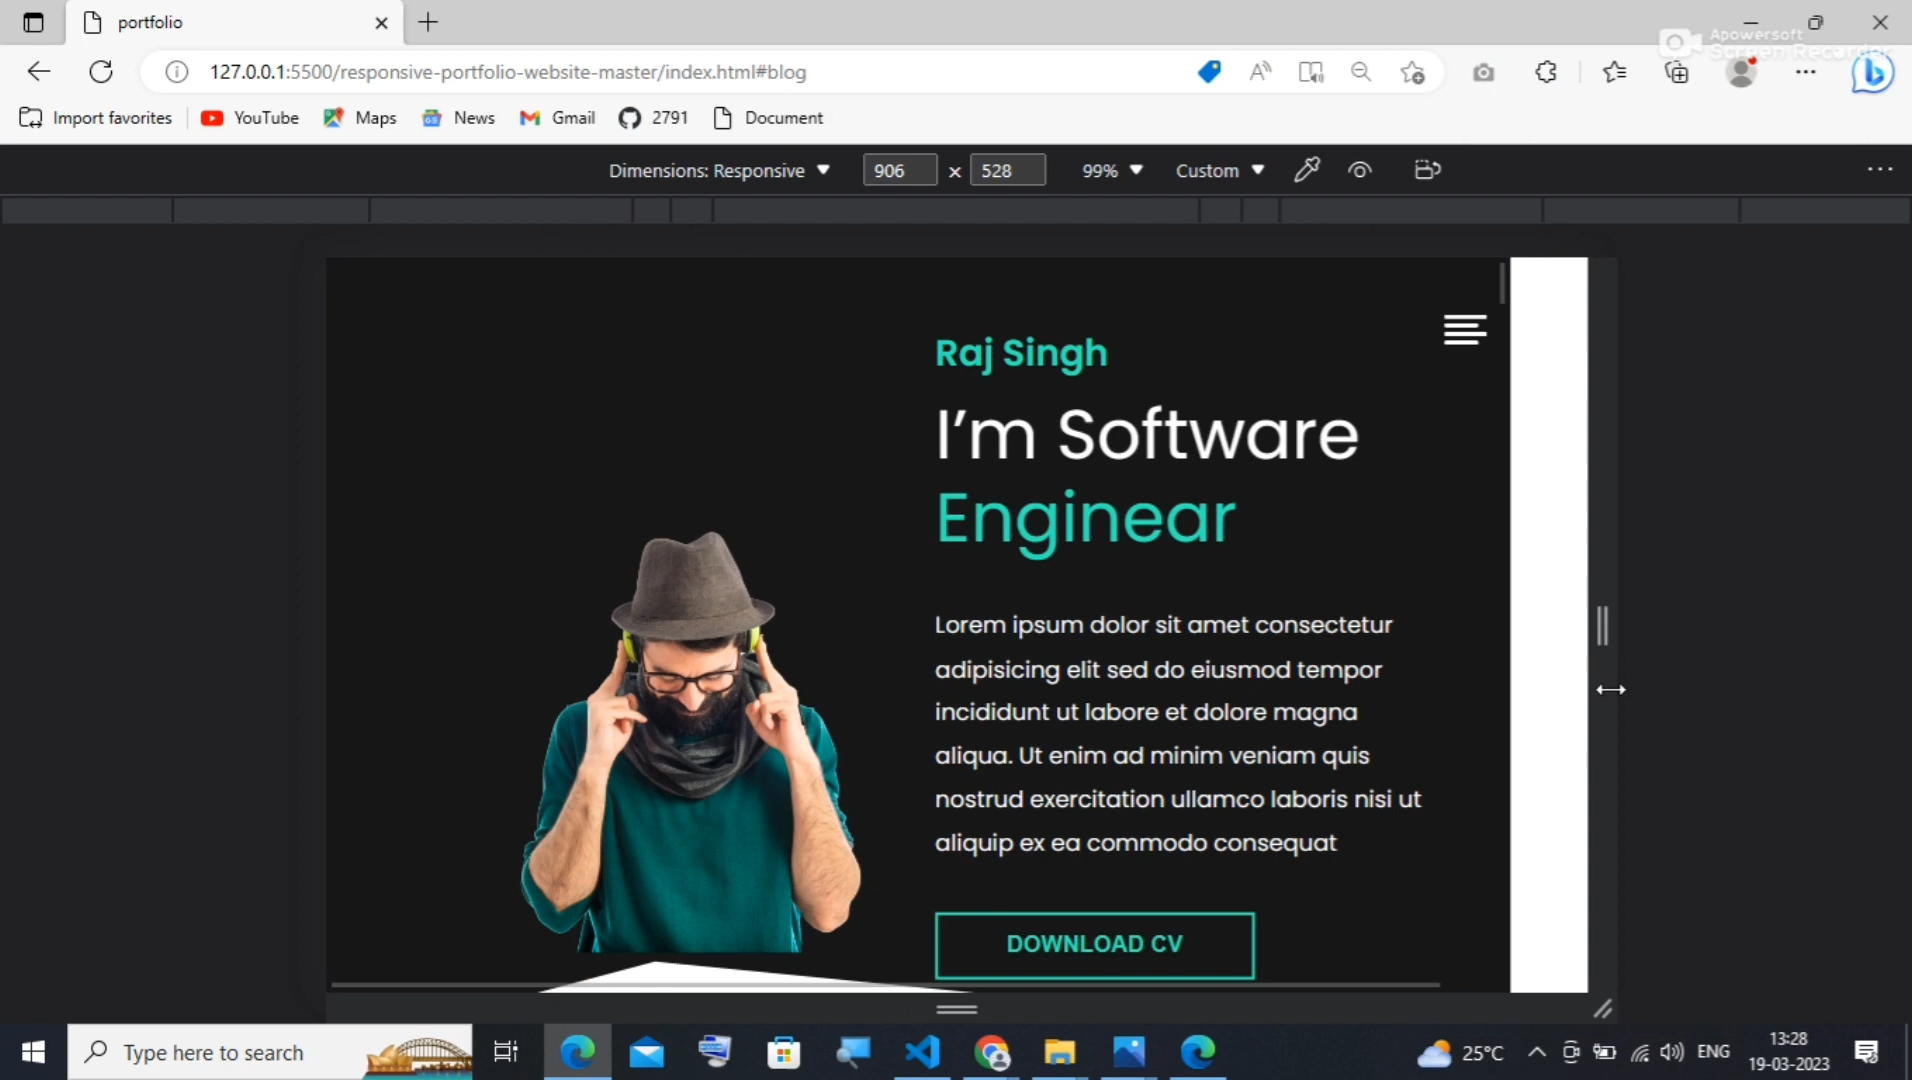 portfolio
Apowersoft
Screen Recorder
127.0.0.1:5500/responsive-portfolio-website-master/index.html#blog
Import favorites
YouTube
Maps
News
Gmail
2791
Document
Dimensions: Responsive
906
x
528
99%
Custom
Raj Singh
I’m Software
Enginear
Lorem ipsum dolor sit amet consectetur
adipisicing elit sed do eiusmod tempor
incididunt ut labore et dolore magna
aliqua. Ut enim ad minim veniam quis
nostrud exercitation ullamco laboris nisi ut
aliquip ex ea commodo consequat
DOWNLOAD CV
Type here to search
25°C
ENG
13:28
19-03-2023